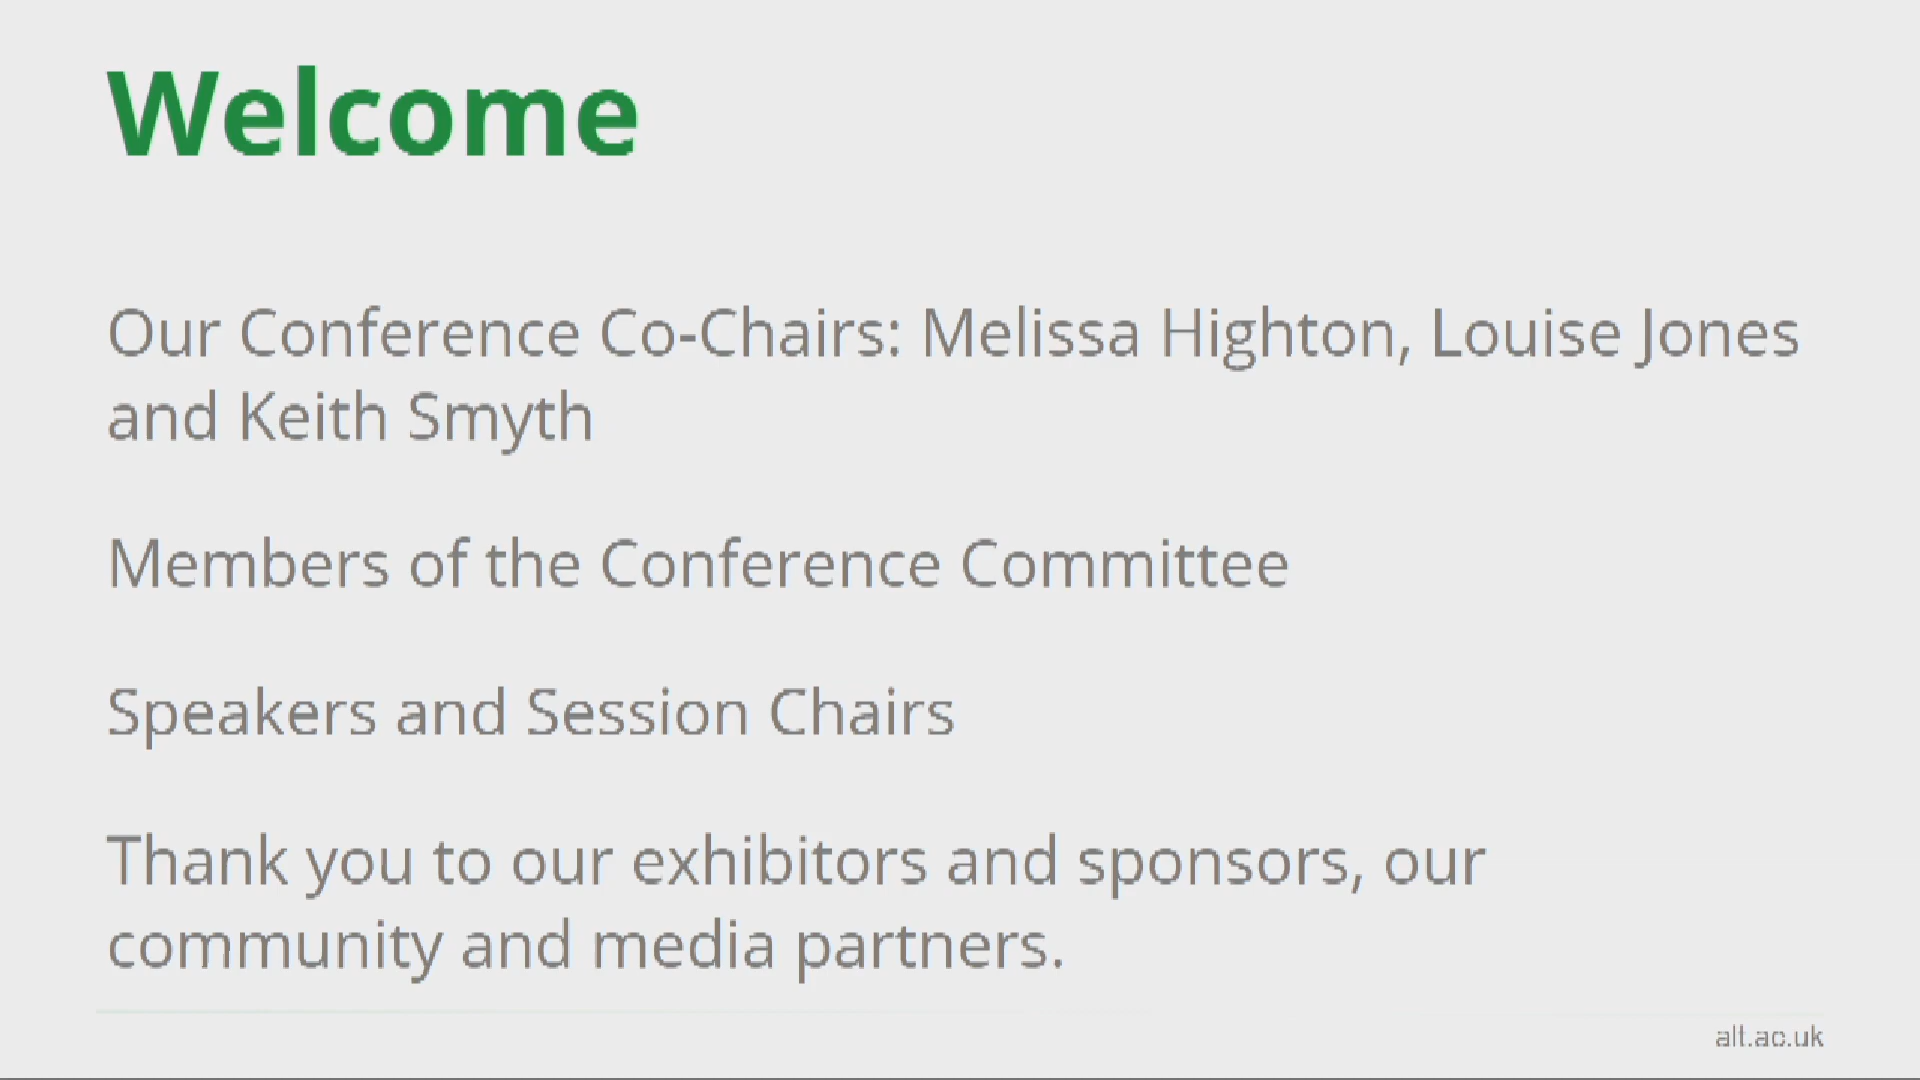 Welcome
Our Conference Co-Chairs: Melissa Highton, Louise Jones
and Keith Smyth
Members of the Conference Committee
Speakers and Session Chairs
Thank you to our exhibitors and sponsors, our
community and media partners.
alt.ac.uk